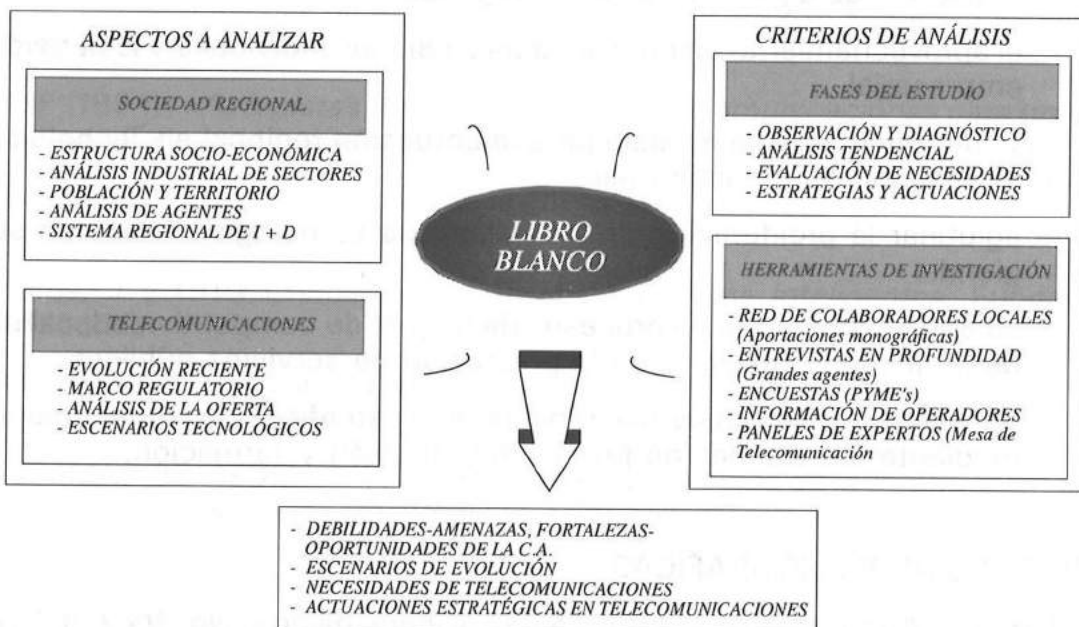 ASPECTOS A ANALIZAR
SOCIEDAD REGIONAL
- ESTRUCTURA SOCIO-ECONÓMICA
- ANÁLISIS INDUSTRIAL DE SECTORES
- POBLACIÓN Y TERRITORIO
- ANÁLISIS DE AGENTES
- SISTEMA REGIONAL DE I + D
TELECOMUNICACIONES
- EVOLUCIÓN RECIENTE
- MARCO REGULATORIO
- ANÁLISIS DE LA OFERTA
- ESCENARIOS TECNOLÓGICOS
LIBRO
BLANCO
CRITERIOS DE ANÁLISIS
FASES DEL ESTUDIO
- OBSERVACIÓN Y DIAGNÓSTICO
- ANÁLISIS TENDENCIAL
- EVALUACIÓN DE NECESIDADES
- ESTRATEGIAS Y ACTUACIONES
HERRAMIENTAS DE INVESTIGACIÓN
- RED DE COLABORADORES LOCALES
(Aportaciones monográficas)
- ENTREVISTAS EN PROFUNDIDAD
(Grandes agentes)
- ENCUESTAS (PYME's)
- INFORMACIÓN DE OPERADORES
- PANELES DE EXPERTOS (Mesa de
Telecomunicación
- DEBILIDADES-AMENAZAS, FORTALEZAS-
OPORTUNIDADES DE LA C.A.
- ESCENARIOS DE EVOLUCIÓN
- NECESIDADES DE TELECOMUNICACIONES
- ACTUACIONES ESTRATÉGICAS EN TELECOMUNICACIONES